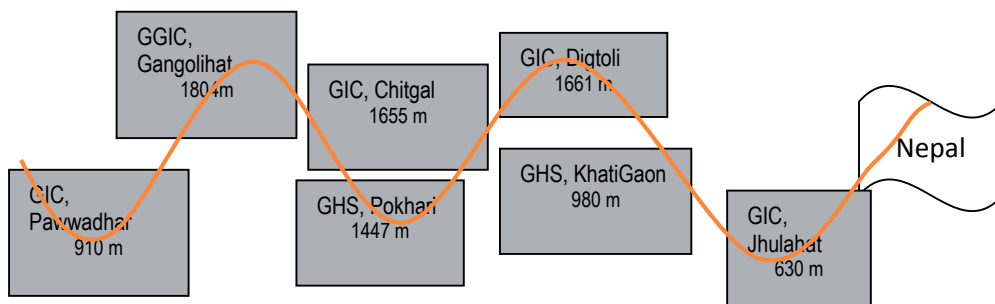 GGIC,
Gangolihat
1804m
GIC, Chitgal
1655 m
GIC, Digtoli
1661 m
Nepal
GIC,
Pawwadhar
910 m
GHS, Pokhari
1447 m
GHS, KhatiGaon
980 m
GIC,
Jhulahat
630 m